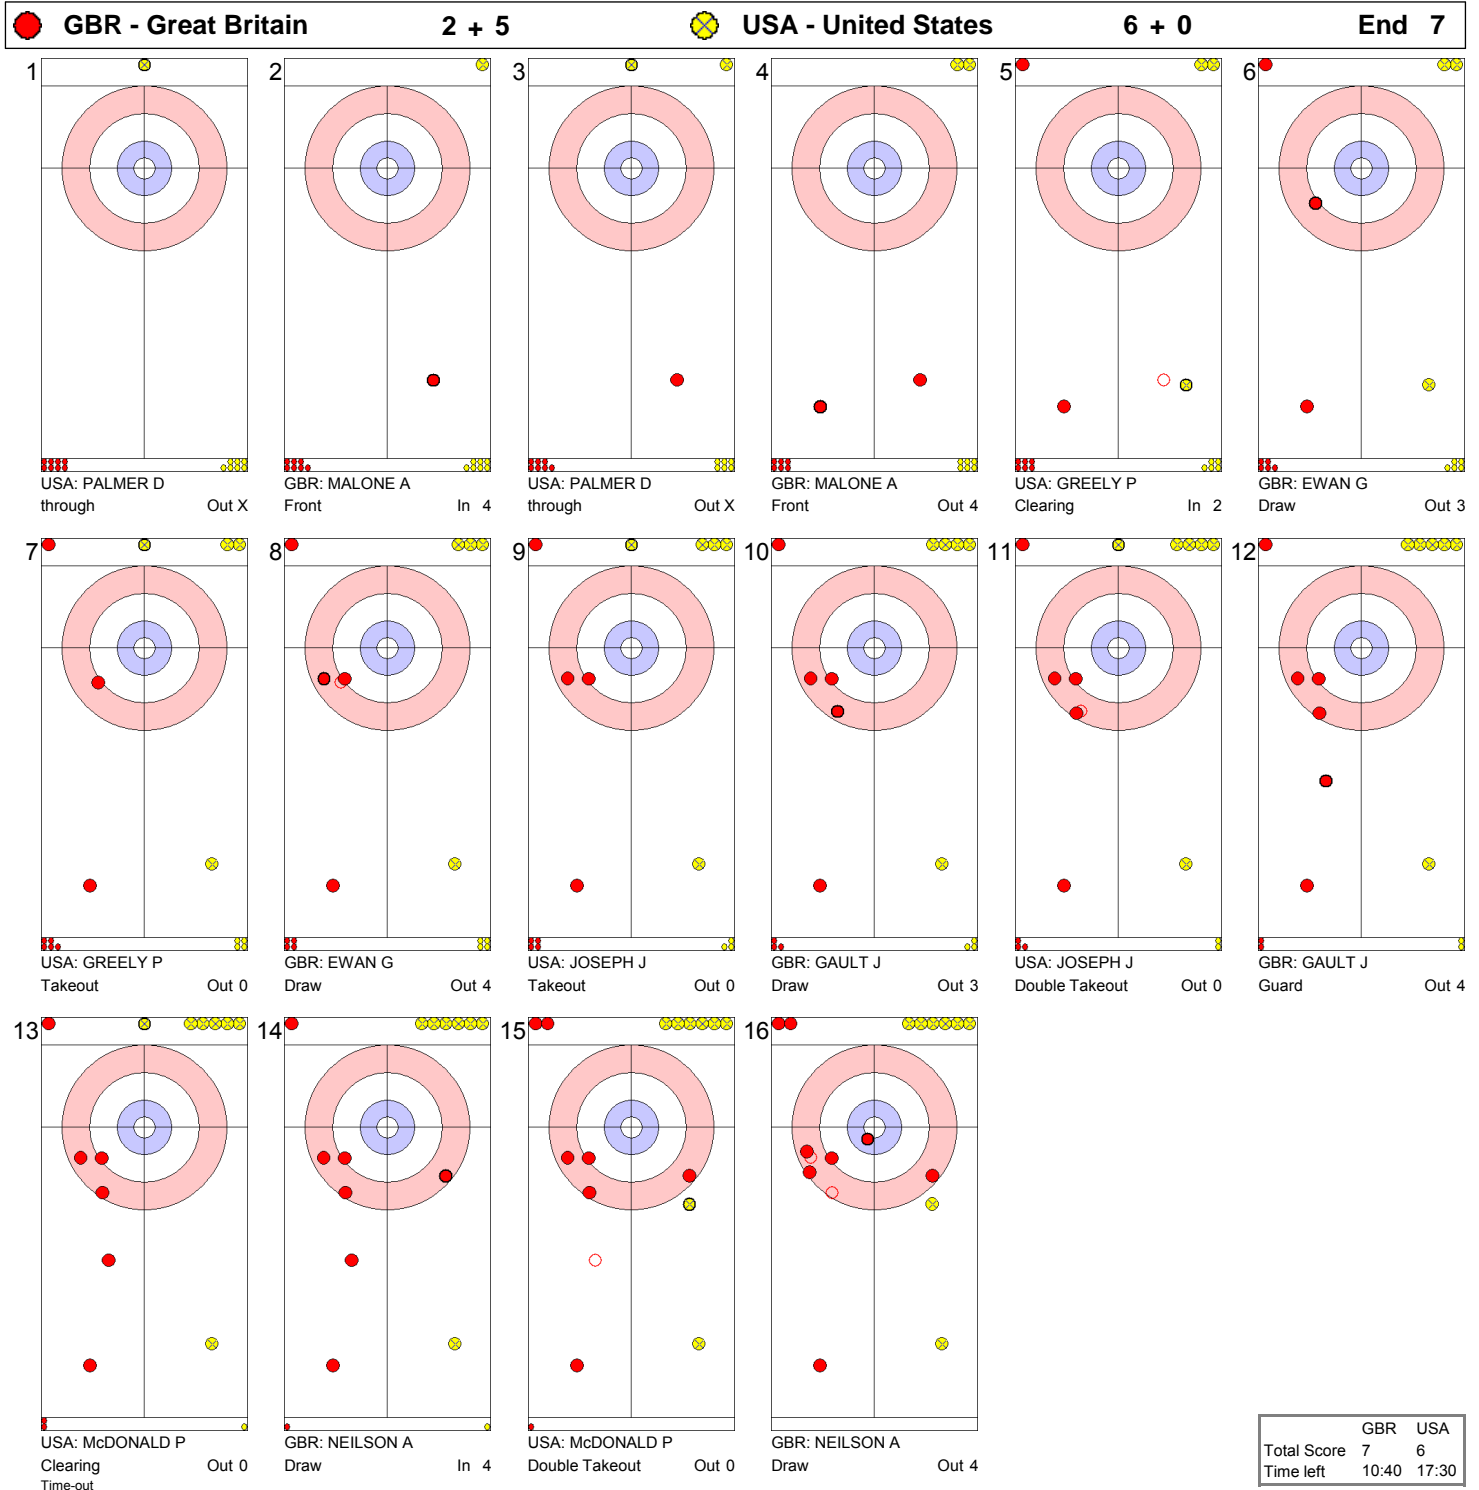 GBR - Great Britain 2 + 5 USA - United States 6 + 0 End 7
1
USA: PALMER D
through Out X
2
GBR: MALONE A
Front In 4
3
USA: PALMER D
through Out X
4
GBR: MALONE A
Front Out 4
5
USA: GREELY P
Clearing In 2
6
GBR: EWAN G
Draw Out 3
7
USA: GREELY P
Takeout Out 0
8
GBR: EWAN G
Draw Out 4
9
USA: JOSEPH J
Takeout Out 0
10
GBR: GAULT J
Draw Out 3
11
USA: JOSEPH J
Double Takeout Out 0
12
GBR: GAULT J
Guard Out 4
13
USA: McDONALD P
Clearing Out 0
Time-out
14
GBR: NEILSON A
Draw In 4
15
USA: McDONALD P
Double Takeout Out 0
16
GBR: NEILSON A
Draw Out 4
GBR USA
Total Score 7 6
Time left 10:40 17:30